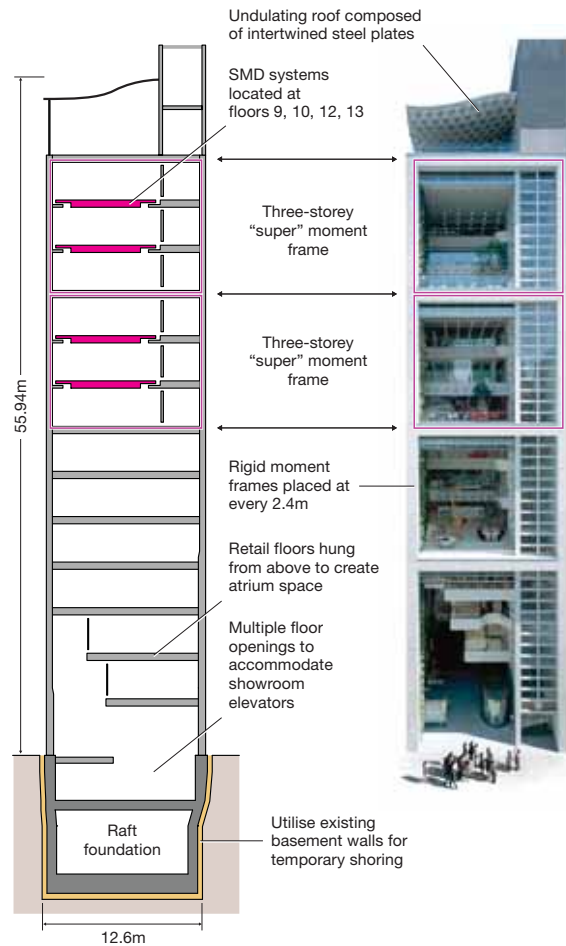 Undulating roof composed
of intertwined steel plates
SMD systems
located at
floors 9, 10, 12, 13
Three-storey
“super” moment
frame
Three-storey
“super” moment
frame
55.94m
Rigid moment
frames placed at
every 2.4m
Retail floors hung
from above to create
atrium space
Multiple floor
openings to
accommodate
showroom
elevators
Raft
foundation
Utilise existing
basement walls for
temporary shoring
12.6m